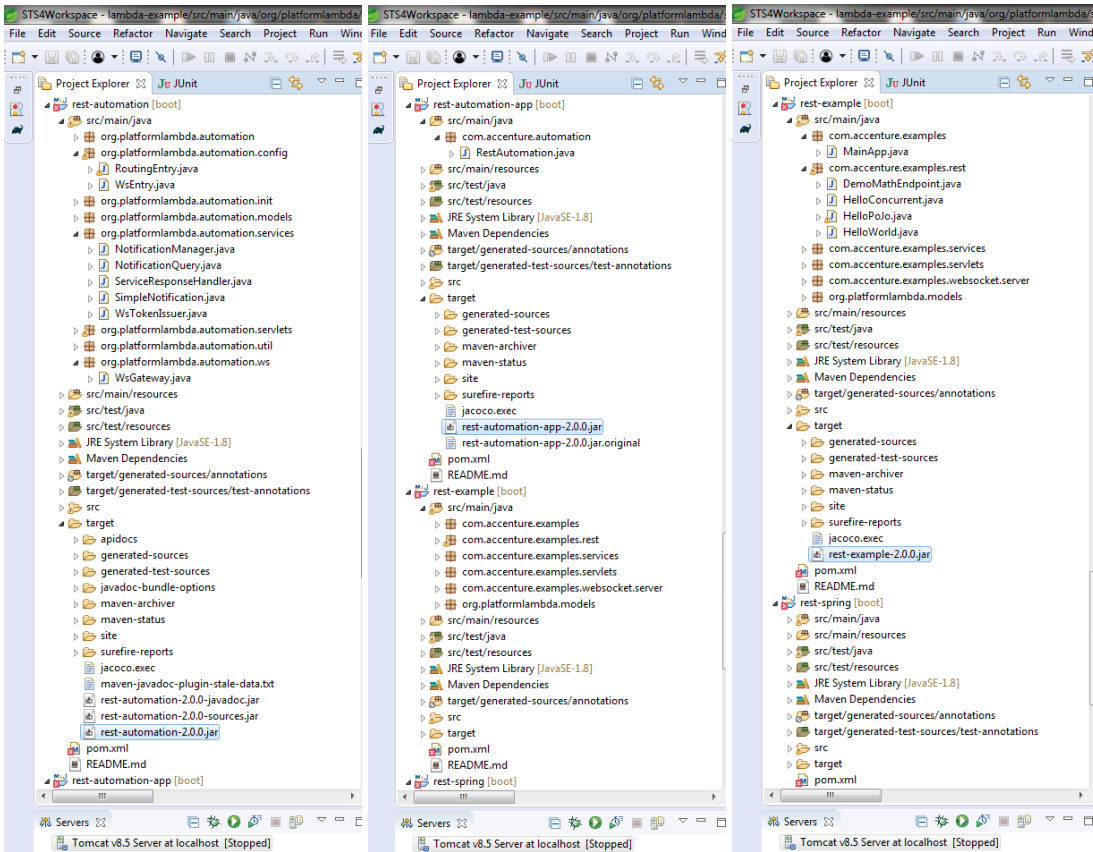 STS4Workspace - lambda-example/src/main/java/org/platformlambda/
File Edit Source Refactor Navigate Search Project Run Wind
Project Explorer Ju JUnit
rest-automation [boot]
src/main/java
org.platformlambda.automation
org.platformlambda.automation.config
RoutingEntry.java
WsEntry.java
org.platformlambda.automation.init
org.platformlambda.automation.models
org.platformlambda.automation.services
NotificationManager.java
NotificationQuery.java
ServiceResponseHandler.java
SimpleNotification.java
WsTokenIssuer.java
org.platformlambda.automation.servlets
org.platformlambda.automation.util
org.platformlambda.automation.ws
WsGateway.java
src/main/resources
src/test/java
src/test/resources
JRE System Library [JavaSE-1.8]
Maven Dependencies
target/generated-sources/annotations
target/generated-test-sources/test-annotations
src
target
apidocs
generated-sources
generated-test-sources
javadoc-bundle-options
maven-archiver
maven-status
site
surefire-reports
jacoco.exec
maven-javadoc-plugin-stale-data.txt
rest-automation-2.0.0-javadoc.jar
rest-automation-2.0.0-sources.jar
rest-automation-2.0.0.jar
pom.xml
README.md
rest-automation-app [boot]
Servers
Tomcat v8.5 Server at localhost [Stopped]
STS4Workspace - lambda-example/src/main/java/org/platformlambda/s
File Edit Source Refactor Navigate Search Project Run Wind
Project Explorer Ju JUnit
rest-automation-app [boot]
src/main/java
com.accenture.automation
RestAutomation.java
src/main/resources
src/test/java
src/test/resources
JRE System Library [JavaSE-1.8]
Maven Dependencies
target/generated-sources/annotations
target/generated-test-sources/test-annotations
src
target
generated-sources
generated-test-sources
maven-archiver
maven-status
site
surefire-reports
jacoco.exec
rest-automation-app-2.0.0.jar
rest-automation-app-2.0.0.jar.original
pom.xml
README.md
rest-example [boot]
src/main/java
com.accenture.examples
com.accenture.examples.rest
com.accenture.examples.services
com.accenture.examples.servlets
com.accenture.examples.websocket.server
org.platformlambda.models
src/main/resources
src/test/java
src/test/resources
JRE System Library [JavaSE-1.8]
Maven Dependencies
target/generated-sources/annotations
src
target
pom.xml
README.md
rest-spring [boot]
Servers
Tomcat v8.5 Server at localhost [Stopped]
STS4Workspace - lambda-example/src/main/java/org/platformlambda/s
File Edit Source Refactor Navigate Search Project Run Wind
Project Explorer Ju JUnit
rest-example [boot]
src/main/java
com.accenture.examples
MainApp.java
com.accenture.examples.rest
DemoMathEndpoint.java
HelloConcurrent.java
HelloPoJo.java
HelloWorld.java
com.accenture.examples.services
com.accenture.examples.servlets
com.accenture.examples.websocket.server
org.platformlambda.models
src/main/resources
src/test/java
src/test/resources
JRE System Library [JavaSE-1.8]
Maven Dependencies
target/generated-sources/annotations
src
target
generated-sources
generated-test-sources
maven-archiver
maven-status
site
surefire-reports
jacoco.exec
rest-example-2.0.0.jar
pom.xml
README.md
rest-spring [boot]
src/main/java
src/main/resources
src/test/java
src/test/resources
JRE System Library [JavaSE-1.8]
Maven Dependencies
target/generated-sources/annotations
target/generated-test-sources/test-annotations
src
target
pom.xml
Servers
Tomcat v8.5 Server at localhost [Stopped]